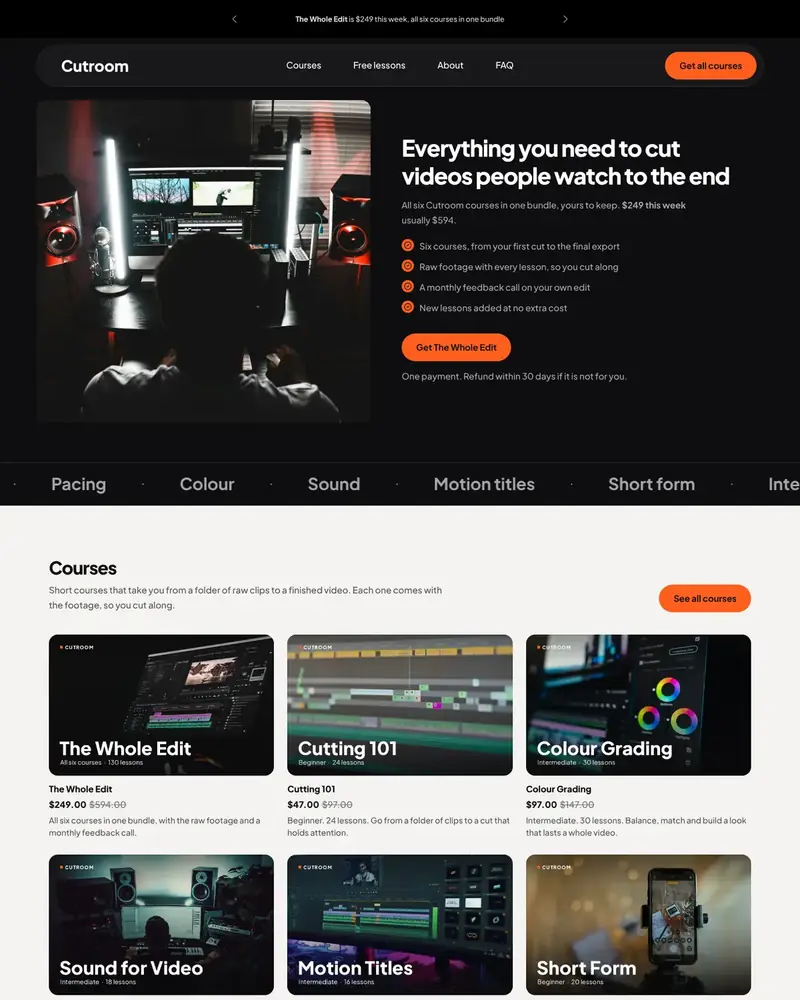 The Whole Edit is $249 this week, all six courses in one bundle
Cutroom
Courses
Free lessons
About
FAQ
Get all courses
Everything you need to cut
videos people watch to the end
All six Cutroom courses in one bundle, yours to keep. $249 this week
usually $594.
Six courses, from your first cut to the final export
Raw footage with every lesson, so you cut along
A monthly feedback call on your own edit
New lessons added at no extra cost
Get The Whole Edit
One payment. Refund within 30 days if it is not for you.
· Pacing · Colour · Sound · Motion titles · Short form · Inte
Courses
Short courses that take you from a folder of raw clips to a finished video. Each one comes with
the footage, so you cut along.
See all courses
CUTROOM
The Whole Edit
All six courses · 130 lessons
The Whole Edit
$249.00 $594.00
All six courses in one bundle, with the raw footage and a
monthly feedback call.
CUTROOM
Cutting 101
Beginner · 24 lessons
Cutting 101
$47.00 $97.00
Beginner. 24 lessons. Go from a folder of clips to a cut that
holds attention.
CUTROOM
Colour Grading
Intermediate · 30 lessons
Colour Grading
$97.00 $147.00
Intermediate. 30 lessons. Balance, match and build a look
that lasts a whole video.
CUTROOM
Sound for Video
Intermediate · 18 lessons
CUTROOM
Motion Titles
Intermediate · 16 lessons
CUTROOM
Short Form
Beginner · 20 lessons